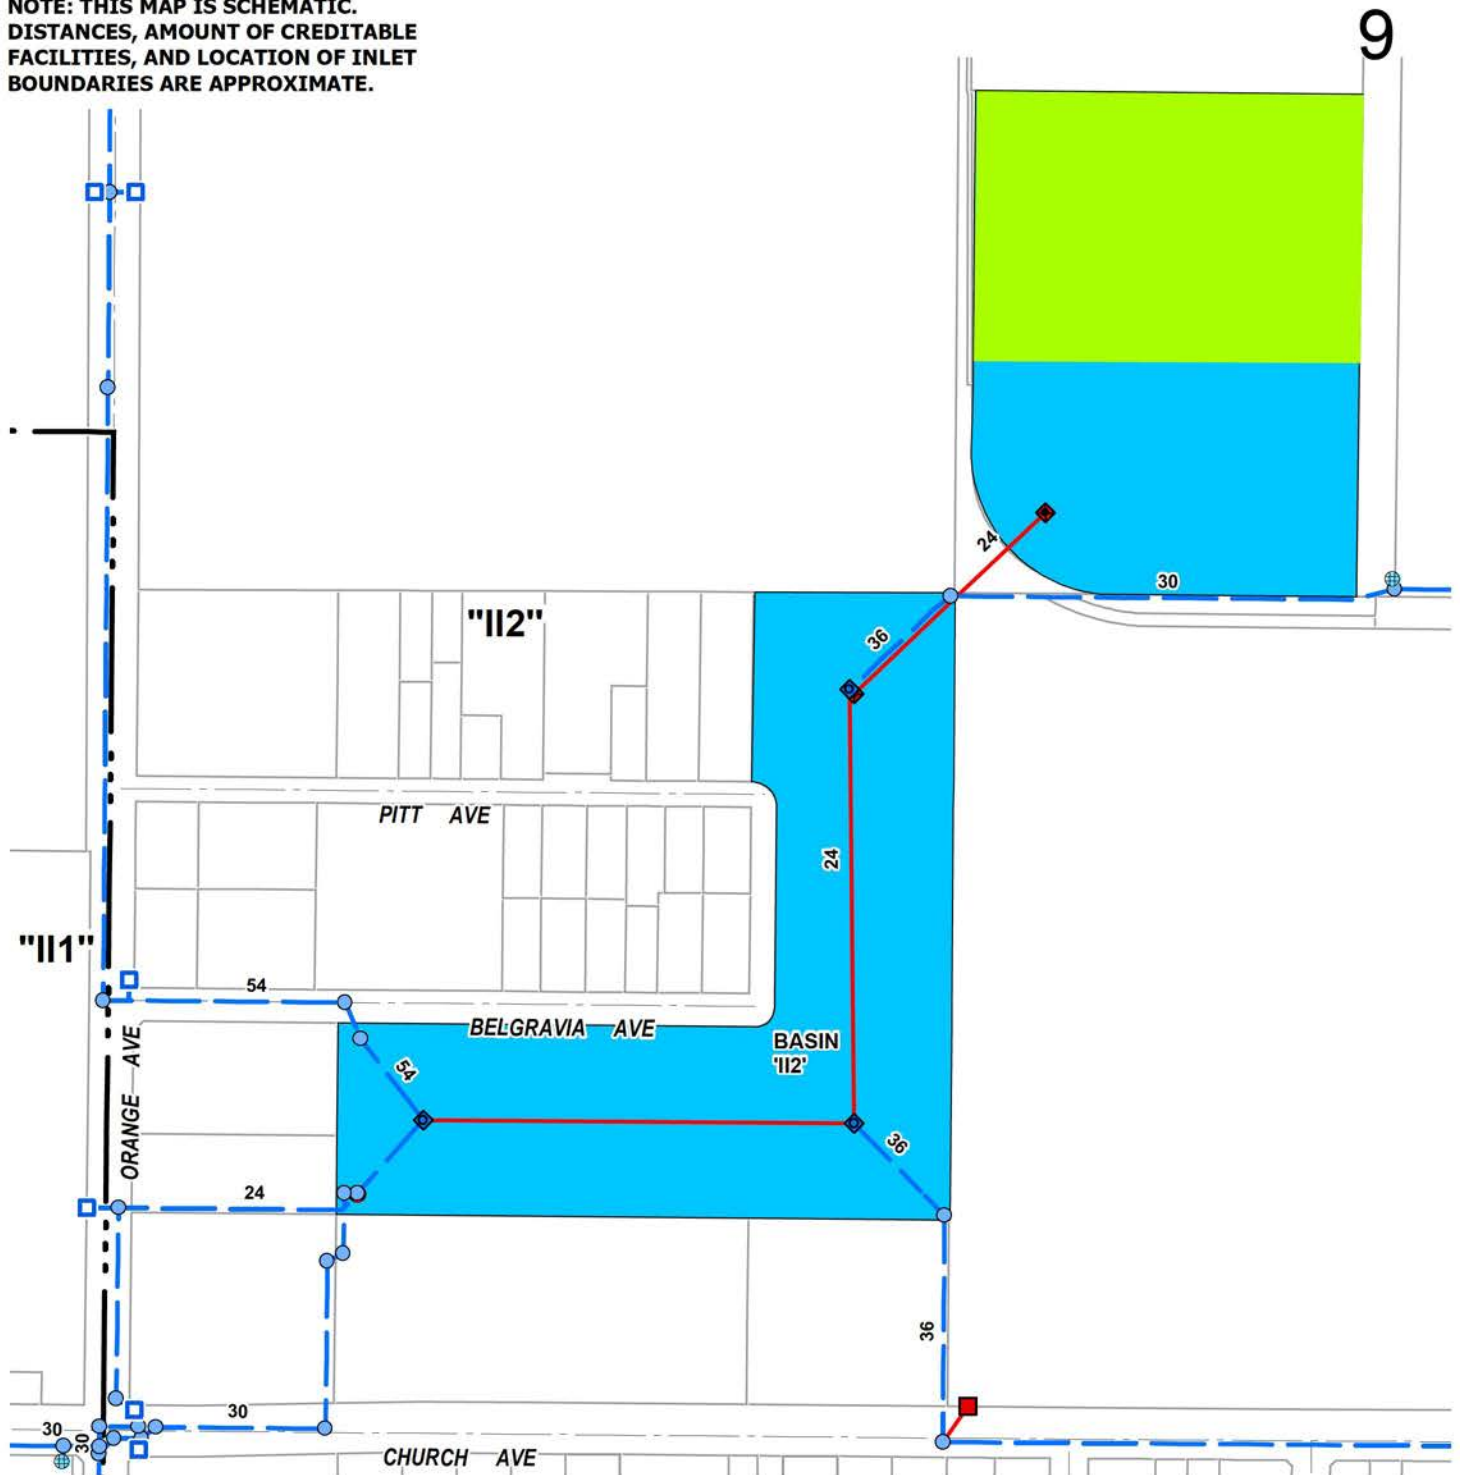 NOTE: THIS MAP IS SCHEMATIC.
DISTANCES, AMOUNT OF CREDITABLE
FACILITIES, AND LOCATION OF INLET
BOUNDARIES ARE APPROXIMATE.
9
24
30
"II2"
36
PITT AVE
24
"II1"
54
BELGRAVIA AVE
BASIN
'II2'
ORANGE AVE
54
36
24
36
30
30
30
CHURCH AVE